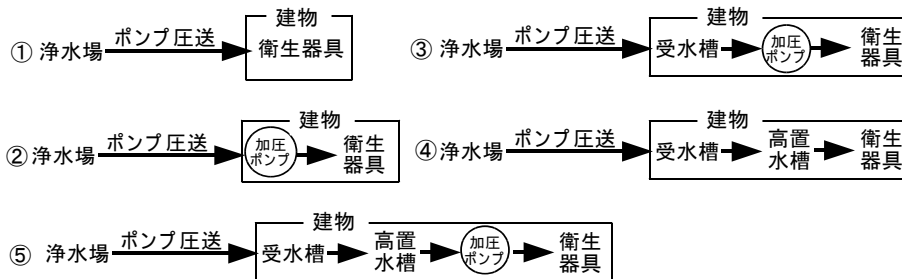 ① 浄水場 ポンプ圧送 建物 衛生器具
② 浄水場 ポンプ圧送 建物 加圧ポンプ 衛生器具
③ 浄水場 ポンプ圧送 建物 受水槽 加圧ポンプ 衛生器具
④ 浄水場 ポンプ圧送 建物 受水槽 高置水槽 衛生器具
⑤ 浄水場 ポンプ圧送 建物 受水槽 高置水槽 加圧ポンプ 衛生器具